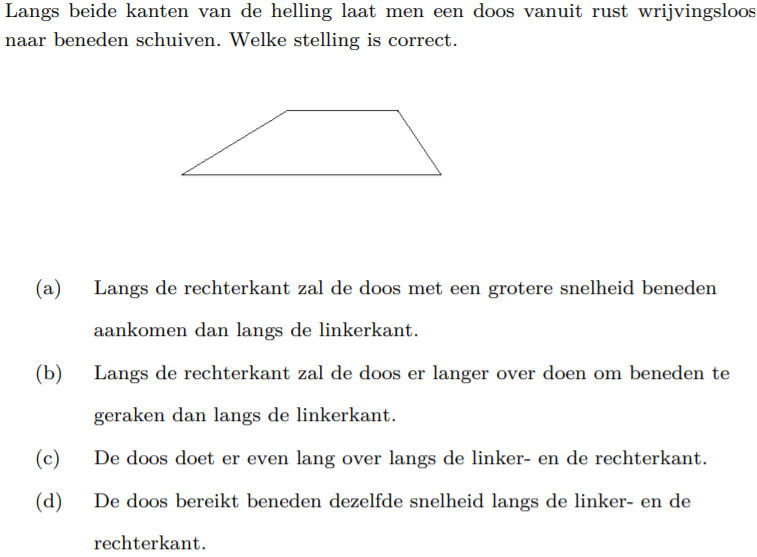 Langs beide kanten van de helling laat men een doos vanuit rust wrijvingsloos
naar beneden schuiven. Welke stelling is correct.
(a) Langs de rechterkant zal de doos met een grotere snelheid beneden
aankomen dan langs de linkerkant.
(b) Langs de rechterkant zal de doos er langer over doen om beneden te
geraken dan langs de linkerkant.
(c) De doos doet er even lang over langs de linker- en de rechterkant.
(d) De doos bereikt beneden dezelfde snelheid langs de linker- en de
rechterkant.